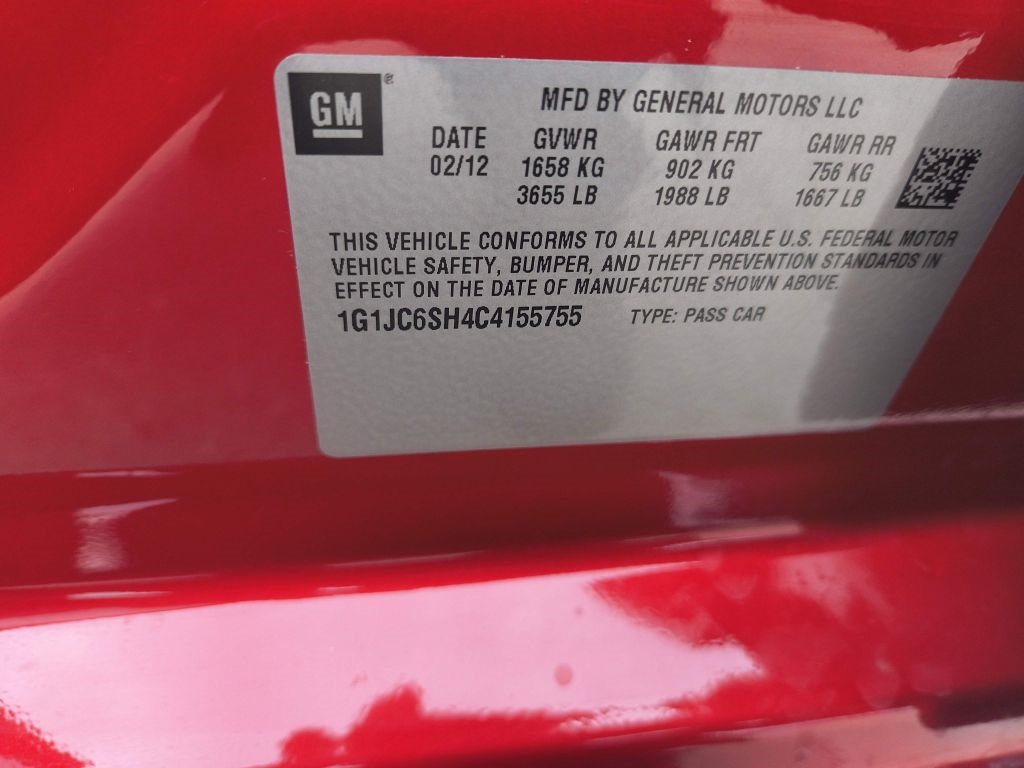 GM ®
MFD BY GENERAL MOTORS LLC
DATE GVWR GAWR FRT GAWR RR
02/12 1658 KG 902 KG 756 KG
3655 LB 1988 LB 1667 LB
THIS VEHICLE CONFORMS TO ALL APPLICABLE U.S. FEDERAL MOTOR
VEHICLE SAFETY, BUMPER, AND THEFT PREVENTION STANDARDS IN
EFFECT ON THE DATE OF MANUFACTURE SHOWN ABOVE.
1G1JC6SH4C4155755 TYPE: PASS CAR